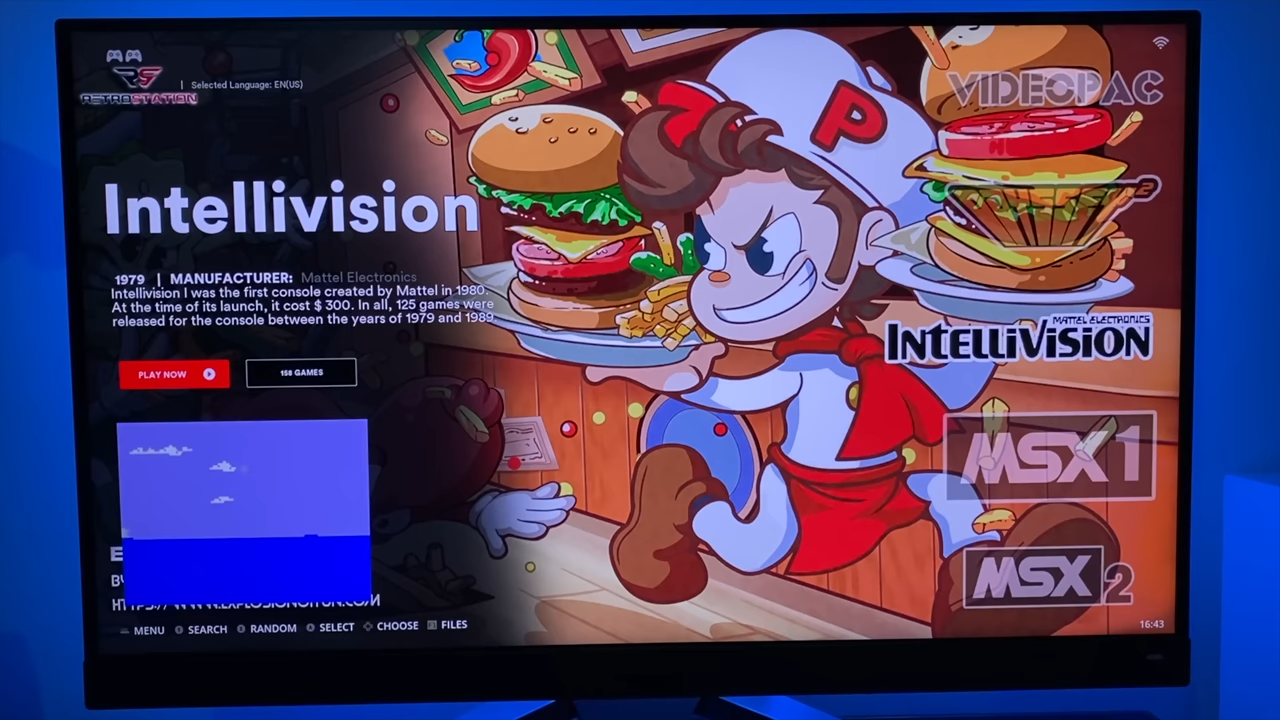 RETROSTATION
| Selected Language: EN(US)
Intellivision
1979 | MANUFACTURER: Mattel Electronics
Intellivision I was the first console created by Mattel in 1980.
At the time of its launch, it cost $ 300. In all, 125 games were
released for the console between the years of 1979 and 1989.
PLAY NOW
158 GAMES
MENU
SEARCH
RANDOM
SELECT
CHOOSE
FILES
P
VIDEOPAC
MATTEL ELECTRONICS
INTELLIVISION
MSX1
MSX2
16:43